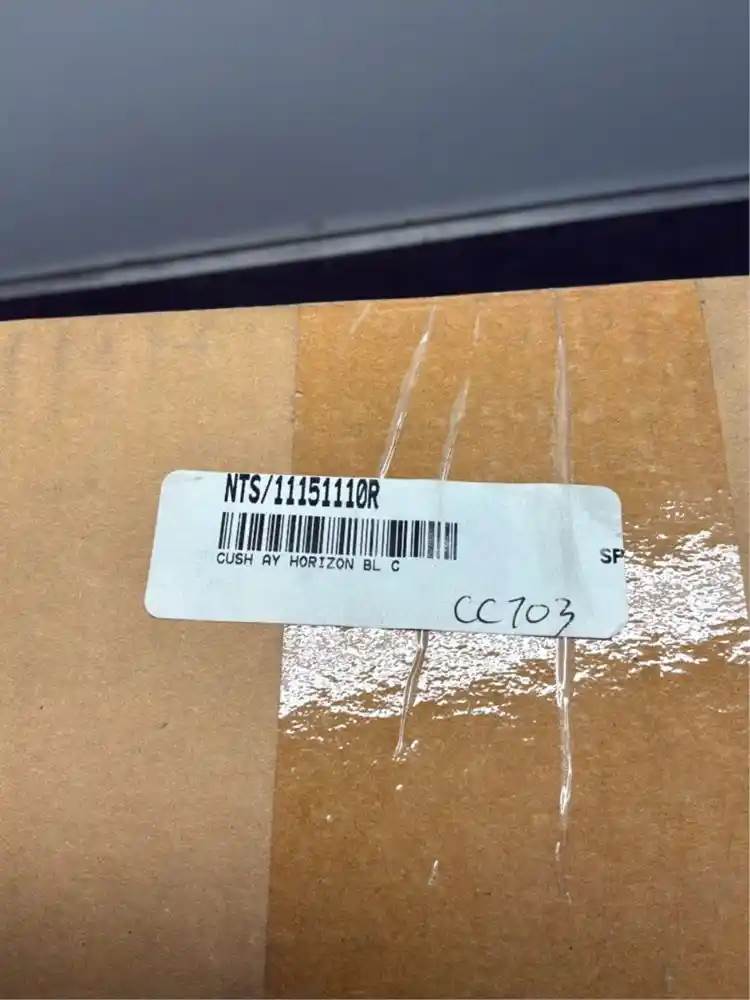 NTS/11151110R
CUSH AY HORIZON BL C
SP
CC703